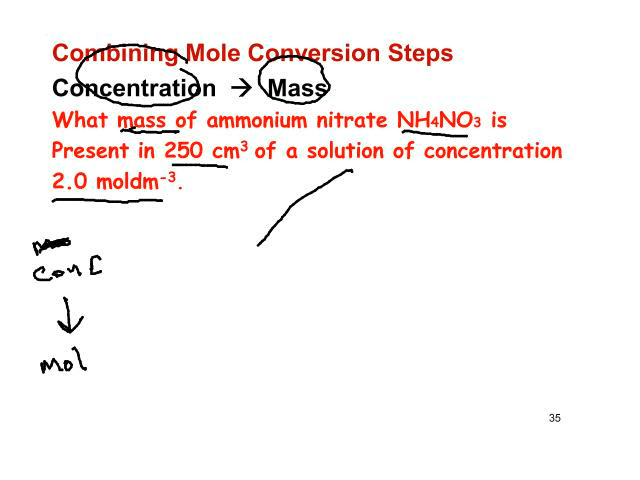 Combining Mole Conversion Steps
Concentration → Mass
What mass of ammonium nitrate NH4NO3 is
Present in 250 cm³ of a solution of concentration
2.0 moldm⁻³.
Conc
mol
35